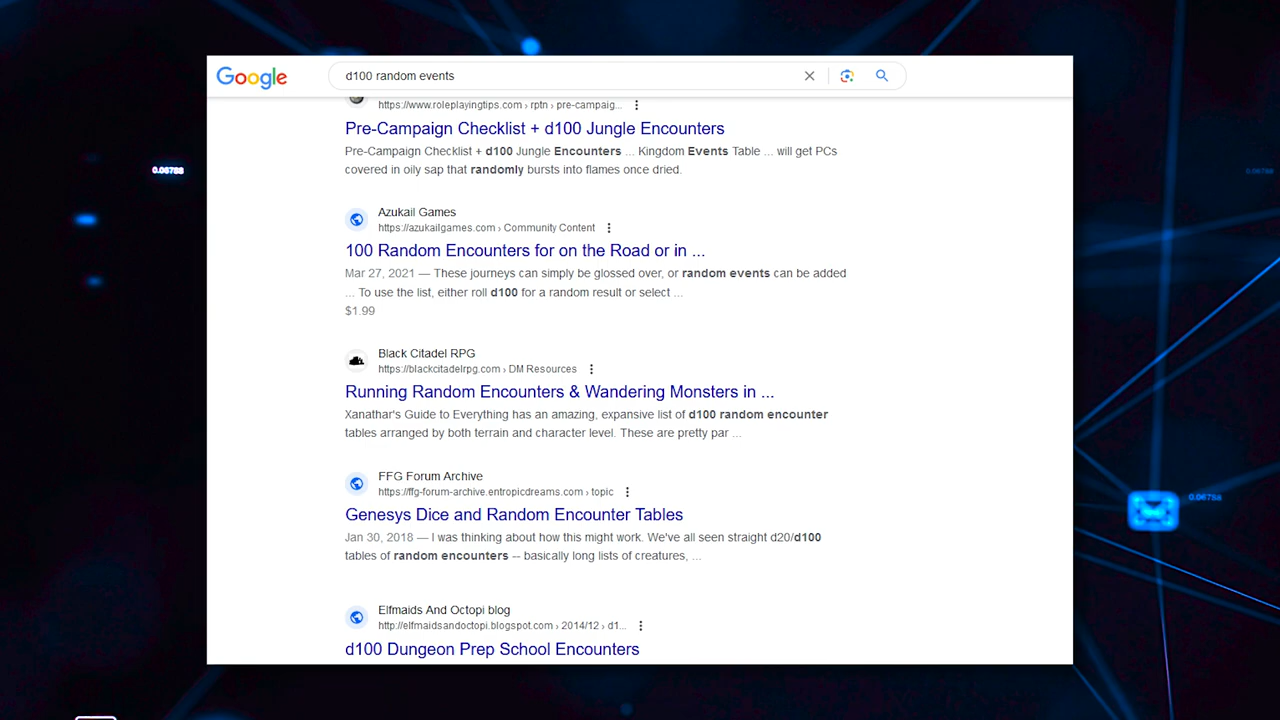 Google
d100 random events
https://www.roleplayingtips.com › rptn › pre-campaig...
Pre-Campaign Checklist + d100 Jungle Encounters
Pre-Campaign Checklist + d100 Jungle Encounters ... Kingdom Events Table ... will get PCs
covered in oily sap that randomly bursts into flames once dried.
0.06788
Azukail Games
https://azukailgames.com › Community Content
100 Random Encounters for on the Road or in ...
Mar 27, 2021 — These journeys can simply be glossed over, or random events can be added
... To use the list, either roll d100 for a random result or select ...
$1.99
Black Citadel RPG
https://blackcitadelrpg.com › DM Resources
Running Random Encounters & Wandering Monsters in ...
Xanathar's Guide to Everything has an amazing, expansive list of d100 random encounter
tables arranged by both terrain and character level. These are pretty par ...
FFG Forum Archive
https://ffg-forum-archive.entropicdreams.com › topic
0.06788
Genesys Dice and Random Encounter Tables
Jan 30, 2018 — I was thinking about how this might work. We've all seen straight d20/d100
tables of random encounters -- basically long lists of creatures, ...
Elfmaids And Octopi blog
http://elfmaidsandoctopi.blogspot.com › 2014/12 › d1...
d100 Dungeon Prep School Encounters